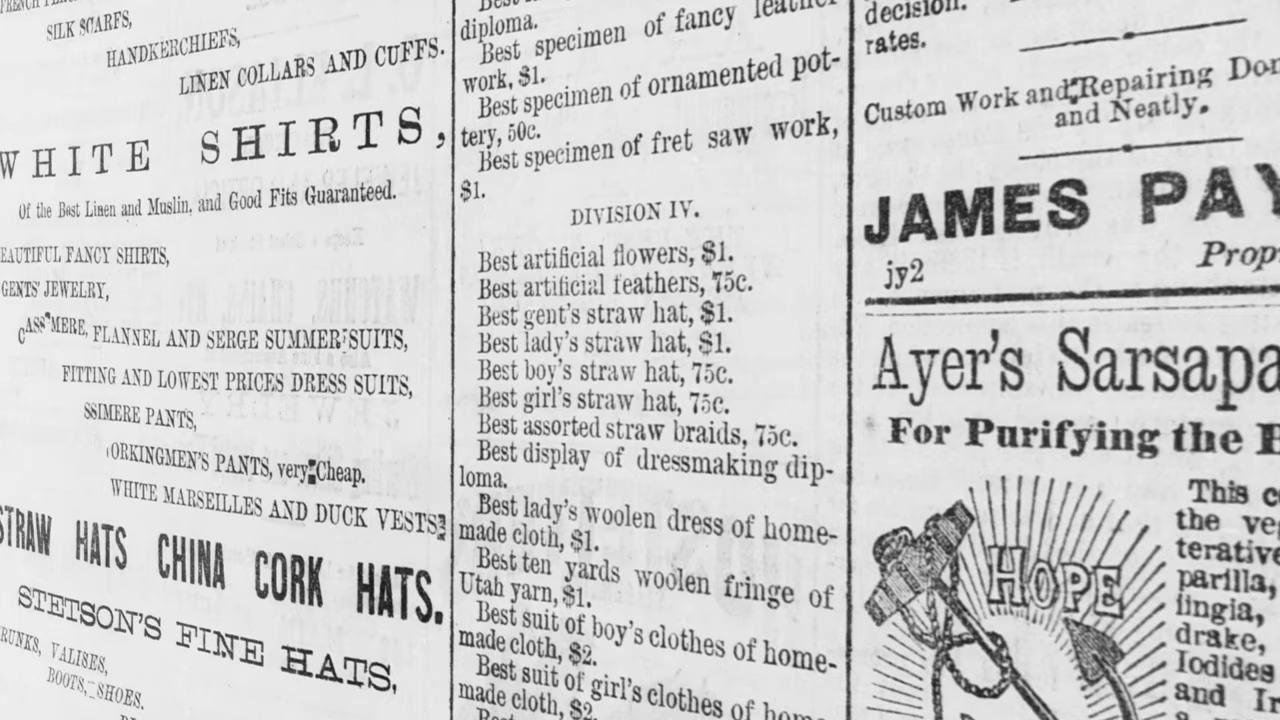 SILK SCARFS,
HANDKERCHIEFS,
LINEN COLLARS AND CUFFS.
WHITE SHIRTS,
Of the Best Linen and Muslin, and Good Fits Guaranteed.
EAUTIFUL FANCY SHIRTS,
GENTS' JEWELRY,
CASSMERE, FLANNEL AND SERGE SUMMER SUITS,
FITTING AND LOWEST PRICES DRESS SUITS,
SSIMERE PANTS,
ORKINGMEN'S PANTS, very Cheap.
WHITE MARSEILLES AND DUCK VESTS
STRAW HATS CHINA CORK HATS.
STETSON'S FINE HATS.
RUNKS, VALISES,
BOOTS, SHOES.
diploma.
Best specimen of fancy leather
work, $1.
Best specimen of ornamented pot-
tery, 50c.
Best specimen of fret saw work,
$1.
DIVISION IV.
Best artificial flowers, $1.
Best artificial feathers, 75c.
Best gent's straw hat, $1.
Best lady's straw hat, $1.
Best boy's straw hat, 75c.
Best girl's straw hat, 75c.
Best assorted straw braids, 75c.
Best display of dressmaking dip-
loma.
Best lady's woolen dress of home-
made cloth, $1.
Best ten yards woolen fringe of
Utah yarn, $1.
Best suit of boy's clothes of home-
made cloth, $2.
Best suit of girl's clothes of home-
made cloth, $2.
decision.
rates.
Custom Work and Repairing Don
and Neatly.
JAMES PAY
Prop
jy2
Ayer's Sarsapa
For Purifying the B
HOPE
This c
the veg
terative
parilla,
lingia,
drake,
Iodides
and Ir